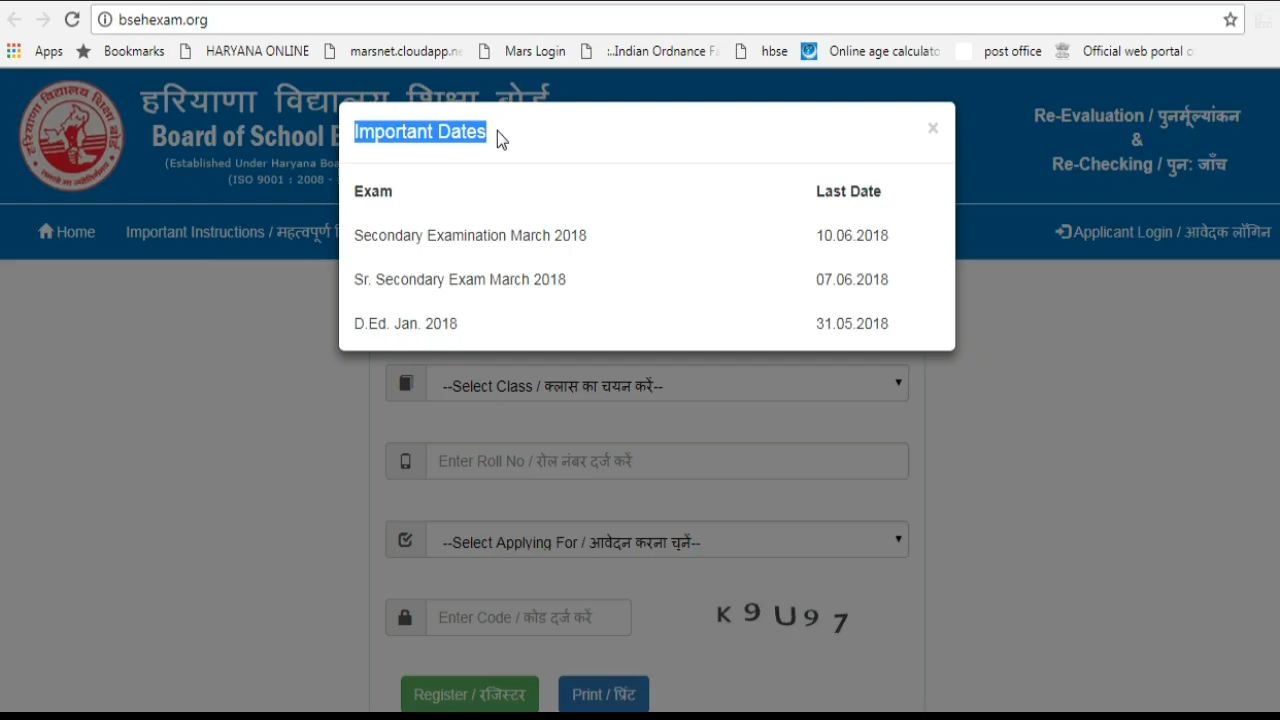 bsehexam.org
Apps Bookmarks HARYANA ONLINE marsnet.cloudapp.ne Mars Login :..Indian Ordnance Fa hbse Online age calculato post office Official web portal o
हरियाणा विद्यालय शिक्षा बोर्ड
Board of School E
(Established Under Haryana Boa
(ISO 9001 : 2008 -
Re-Evaluation / पुनर्मूल्यांकन
&
Re-Checking / पुन: जाँच
Home Important Instructions / महत्वपूर्ण Applicant Login / आवेदक लॉगिन
Important Dates ×
Exam Last Date
Secondary Examination March 2018 10.06.2018
Sr. Secondary Exam March 2018 07.06.2018
D.Ed. Jan. 2018 31.05.2018
--Select Class / क्लास का चयन करें--
Enter Roll No / रोल नंबर दर्ज करें
--Select Applying For / आवेदन करना चुनें--
Enter Code / कोड दर्ज करें K 9 U 9 7
Register / रजिस्टर Print / प्रिंट